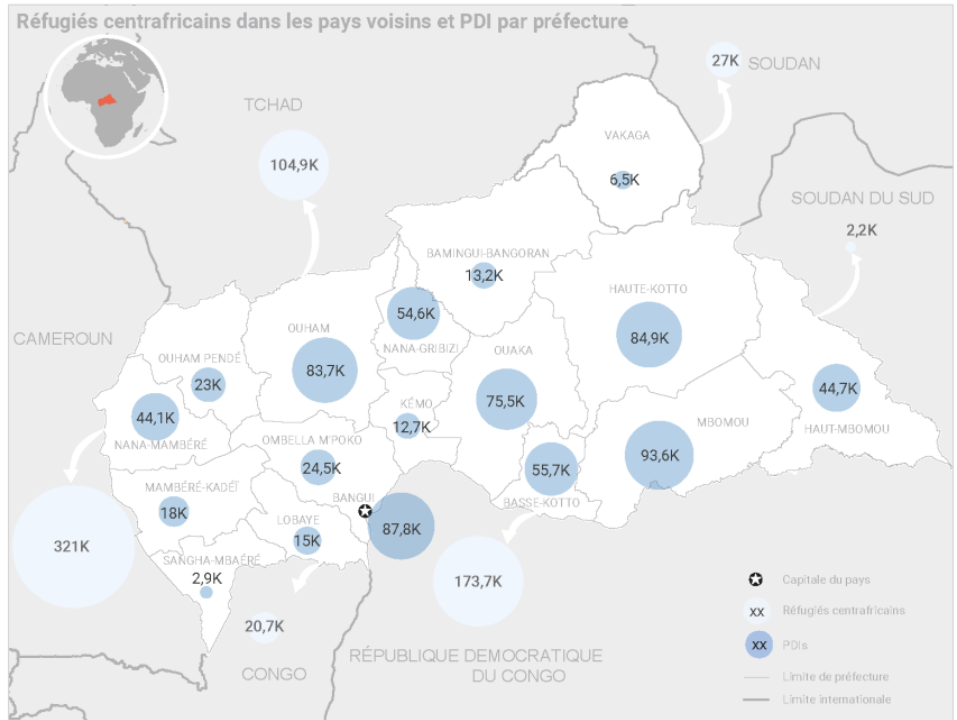 Réfugiés centrafricains dans les pays voisins et PDI par préfecture
27K
SOUDAN
TCHAD
104,9K
VAKAGA
6,5K
SOUDAN DU SUD
2,2K
BAMINGUI-BANGORAN
13,2K
HAUTE-KOTTO
84,9K
54,6K
NANA-GRIBIZI
OUHAM
83,7K
CAMEROUN
OUHAM PENDÉ
23K
OUAKA
75,5K
44,7K
HAUT-MBOMOU
44,1K
NANA-MAMBÉRÉ
KÉMO
12,7K
MBOMOU
93,6K
OMBELLA M'POKO
24,5K
55,7K
BASSE-KOTTO
MAMBÉRÉ-KADÉÏ
18K
BANGUI
87,8K
LOBAYE
15K
321K
SANGHA-MBAÉRÉ
2,9K
173,7K
20,7K
CONGO
RÉPUBLIQUE DEMOCRATIQUE
DU CONGO
Capitale du pays
XX Réfugiés centrafricains
XX PDIs
Limite de préfecture
Limite internationale